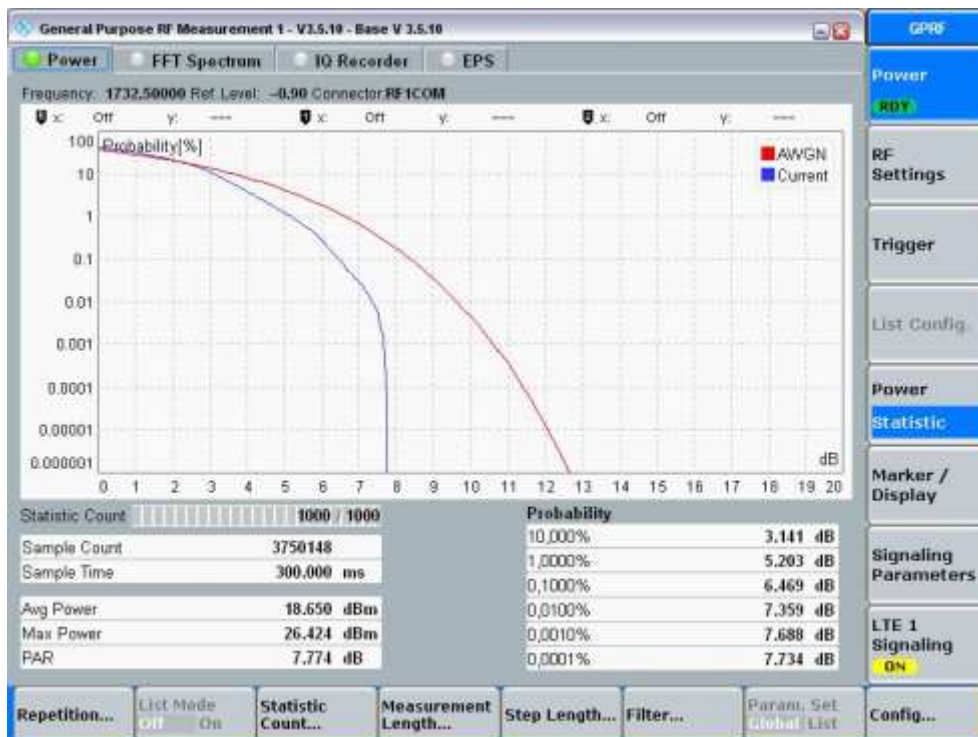 General Purpose RF Measurement 1 - V3.5.10 - Base V 3.5.10
GPRF
Power FFT Spectrum IQ Recorder EPS
Frequency: 1732.50000 Ref. Level: -0.90 Connector:RF1COM
x: Off y: --- x: Off y: --- x: Off y: ---
Probability[%]
AWGN
Current
100
10
1
0.1
0.01
0.001
0.0001
0.00001
0.000001
dB
0 1 2 3 4 5 6 7 8 9 10 11 12 13 14 15 16 17 18 19 20
Statistic Count 1000 / 1000
Sample Count 3750148
Sample Time 300.000 ms
Avg Power 18.650 dBm
Max Power 26.424 dBm
PAR 7.774 dB
Probability
10,000% 3.141 dB
1,0000% 5.203 dB
0,1000% 6.469 dB
0,0100% 7.359 dB
0,0010% 7.688 dB
0,0001% 7.734 dB
Power
RDY
RF
Settings
Trigger
List Config.
Power
Statistic
Marker /
Display
Signaling
Parameters
LTE 1
Signaling
ON
Repetition...
List Mode
Off On
Statistic
Count...
Measurement
Length...
Step Length...
Filter...
Param. Set
Global List
Config...